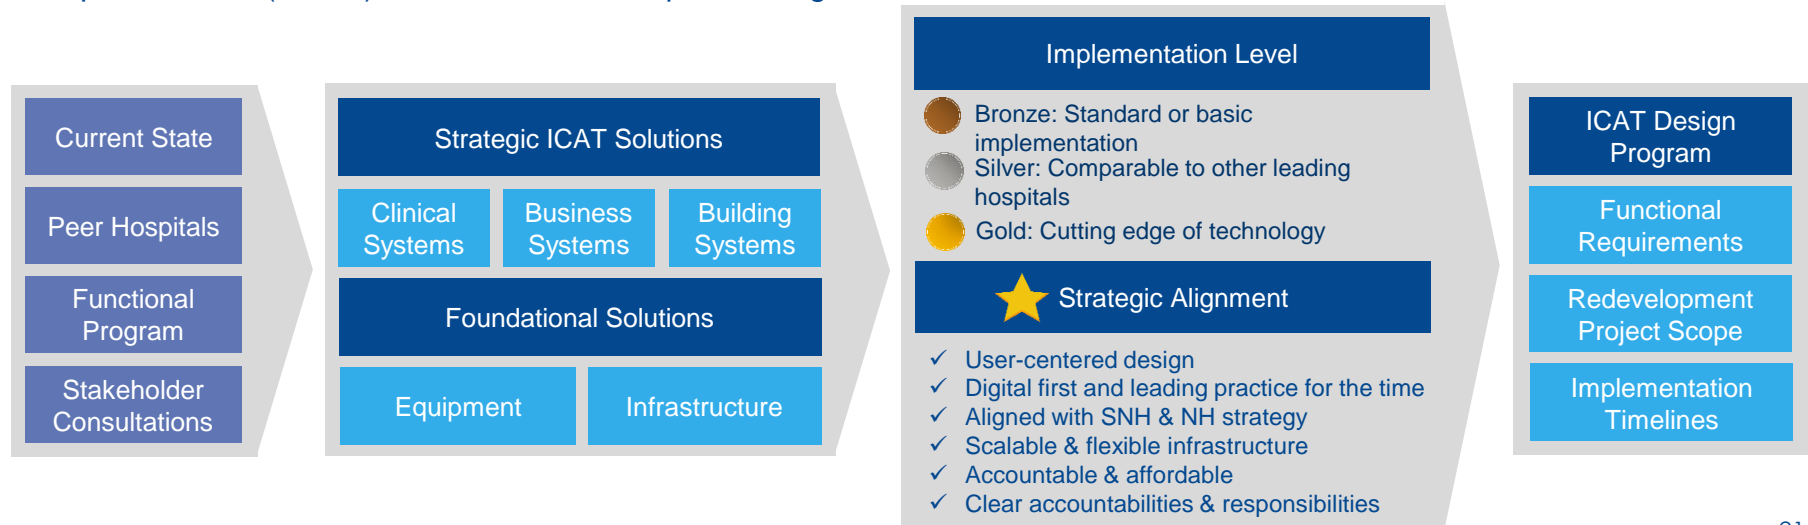 Current State
Peer Hospitals
Functional
Program
Stakeholder
Consultations
Strategic ICAT Solutions
Clinical
Systems
Business
Systems
Building
Systems
Foundational Solutions
Equipment
Infrastructure
Implementation Level
Bronze: Standard or basic
implementation
Silver: Comparable to other leading
hospitals
Gold: Cutting edge of technology
Strategic Alignment
✓ User-centered design
✓ Digital first and leading practice for the time
✓ Aligned with SNH & NH strategy
✓ Scalable & flexible infrastructure
✓ Accountable & affordable
✓ Clear accountabilities & responsibilities
ICAT Design
Program
Functional
Requirements
Redevelopment
Project Scope
Implementation
Timelines